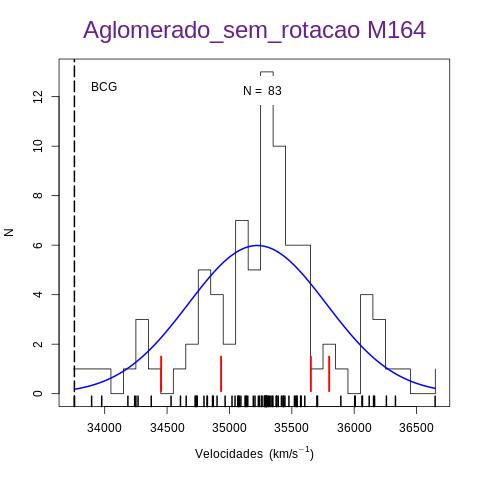 Aglomerado_sem_rotacao M164
BCG
N = 83
N
0
2
4
6
8
10
12
34000
34500
35000
35500
36000
36500
Velocidades (km/s⁻¹)